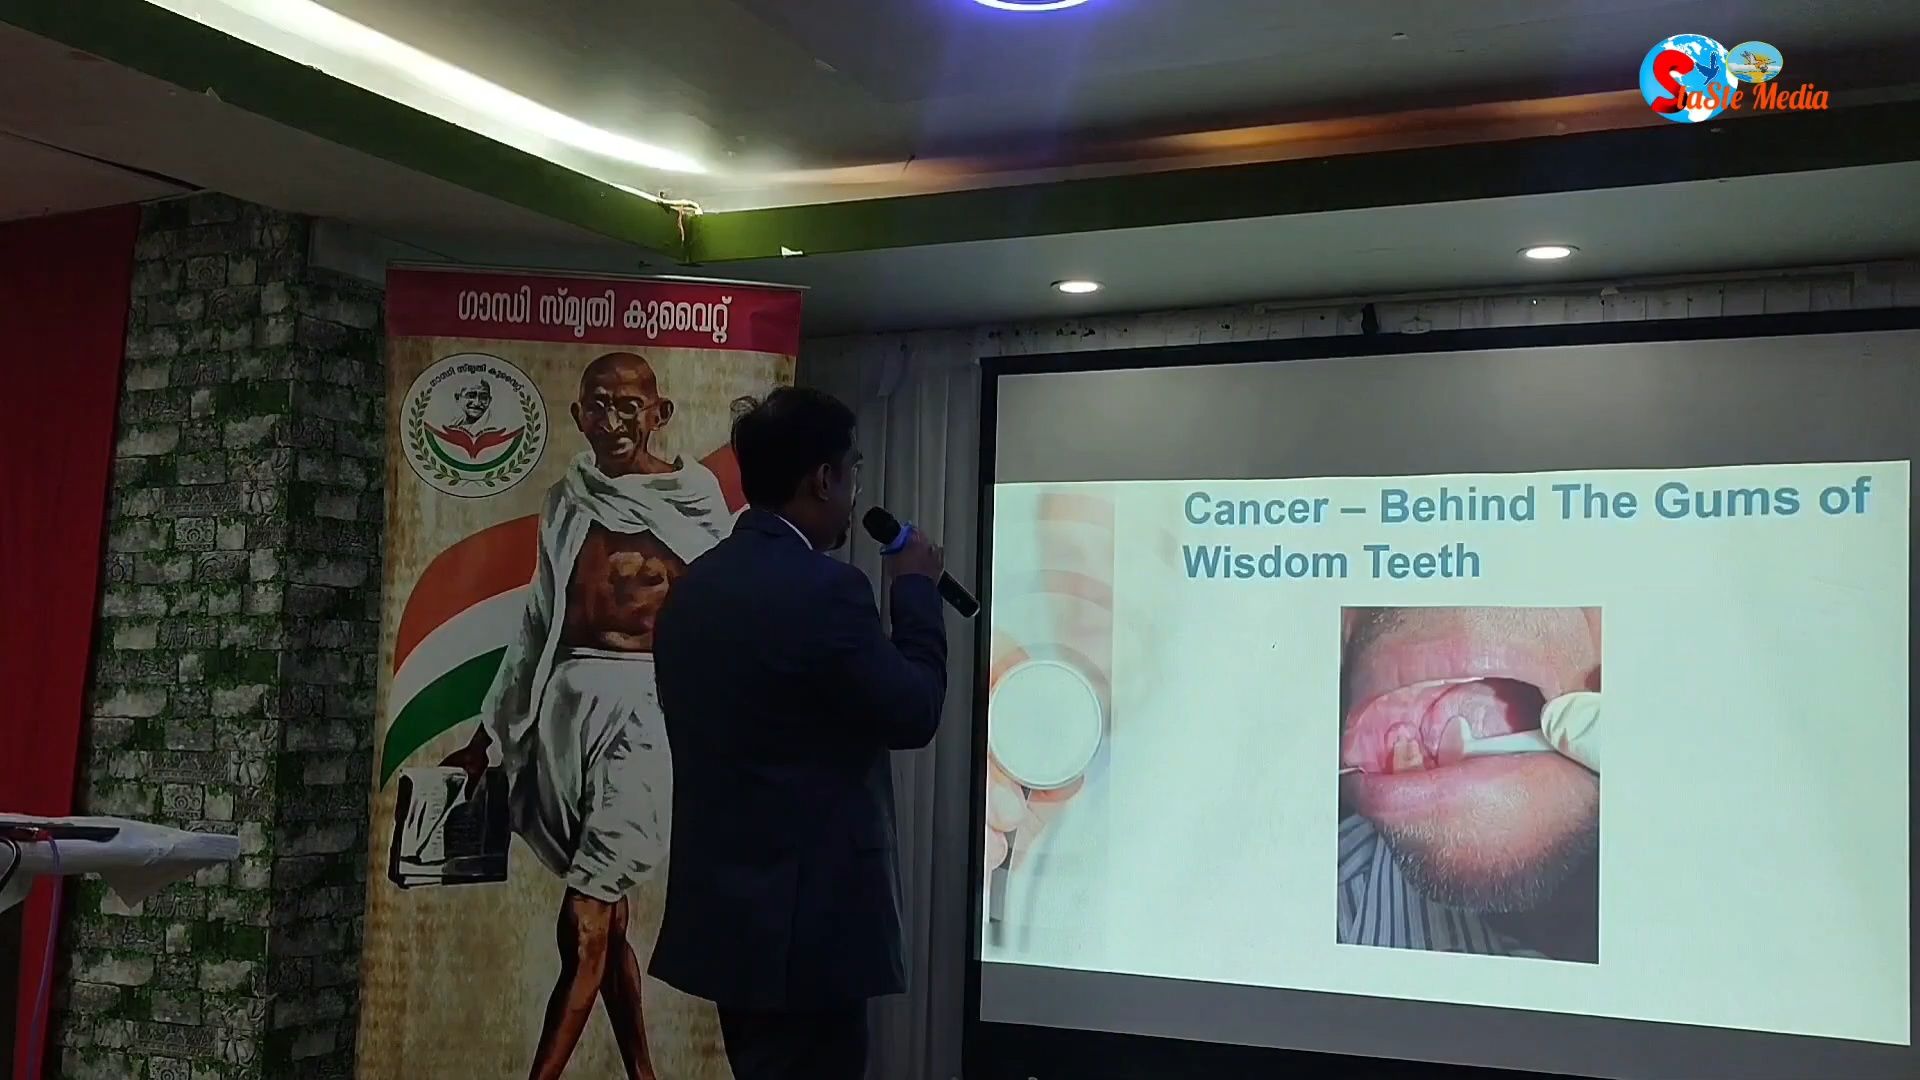 StaSte Media
ഗാന്ധി സ്മൃതി കുവൈറ്റ്
ഗാന്ധി സ്മൃതി കുവൈറ്റ്
Cancer – Behind The Gums of
Wisdom Teeth